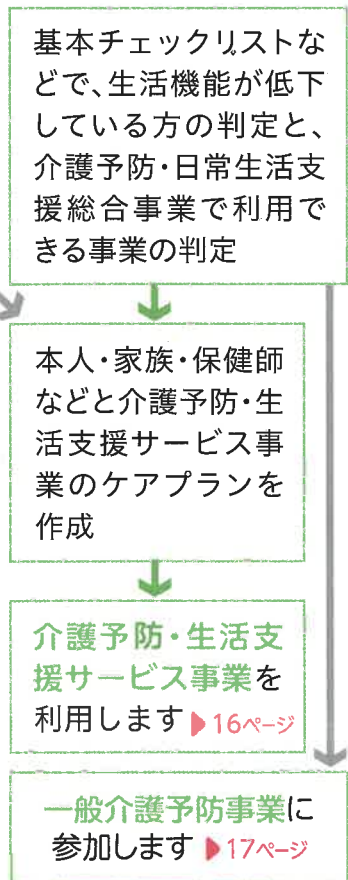 基本チェックリストな
どで、生活機能が低下
している方の判定と、
介護予防・日常生活支
援総合事業で利用で
きる事業の判定
本人・家族・保健師
などと介護予防・生
活支援サービス事
業のケアプランを
作成
介護予防・生活支
援サービス事業を
利用します▶16ページ
一般介護予防事業に
参加します▶17ページ